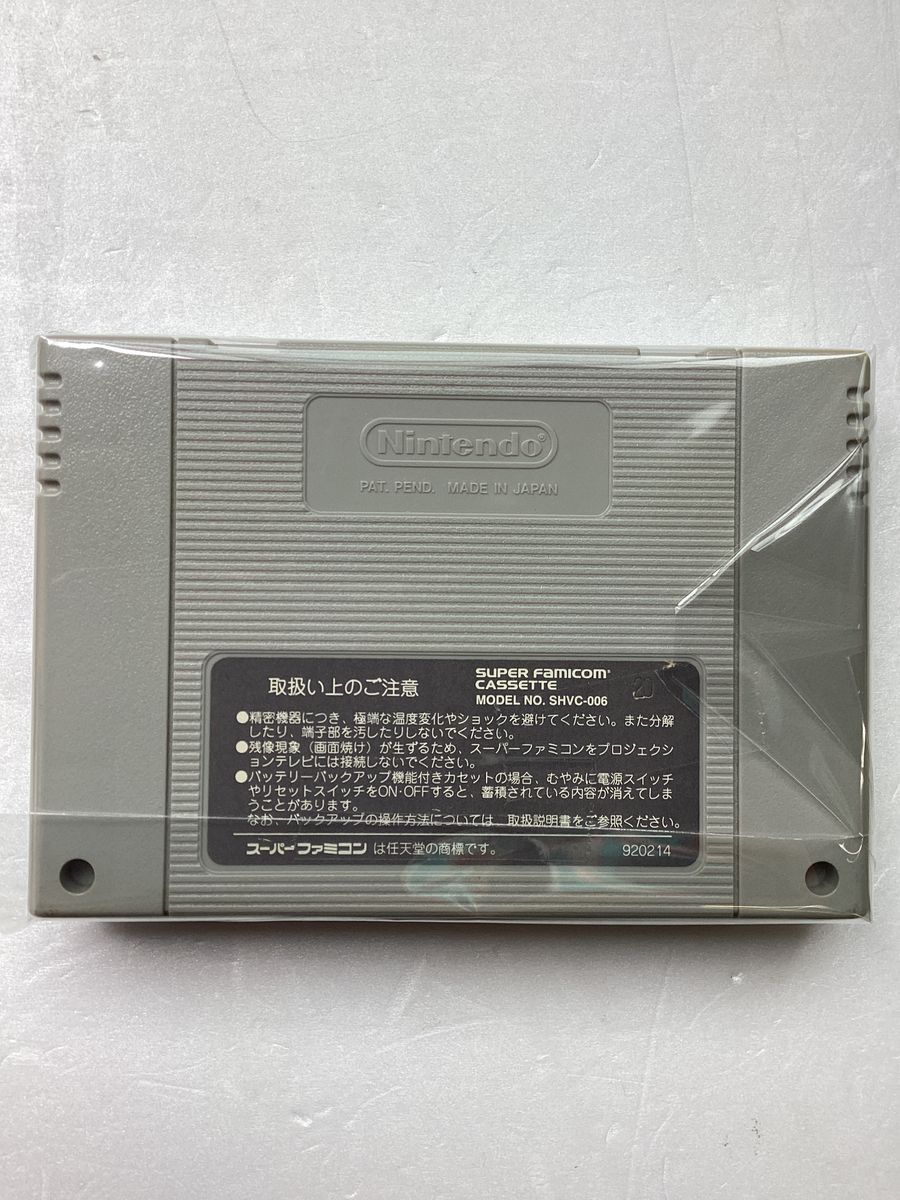 Nintendo®
PAT. PEND. MADE IN JAPAN
取扱い上のご注意
SUPER FAMICOM®
CASSETTE
MODEL NO. SHVC-006
●精密機器につき、極端な温度変化やショックを避けてください。また分解
したり、端子部を汚したりしないでください。
●残像現象（画面焼け）が生ずるため、スーパーファミコンをプロジェクシ
ョンテレビには接続しないでください。
●バッテリーバックアップ機能付きカセットの場合、むやみに電源スイッチ
やリセットスイッチをON・OFFすると、蓄積されている内容が消えてしま
うことがあります。
なお、バックアップの操作方法については、取扱説明書をご参照ください。
スーパーファミコン は任天堂の商標です。
920214